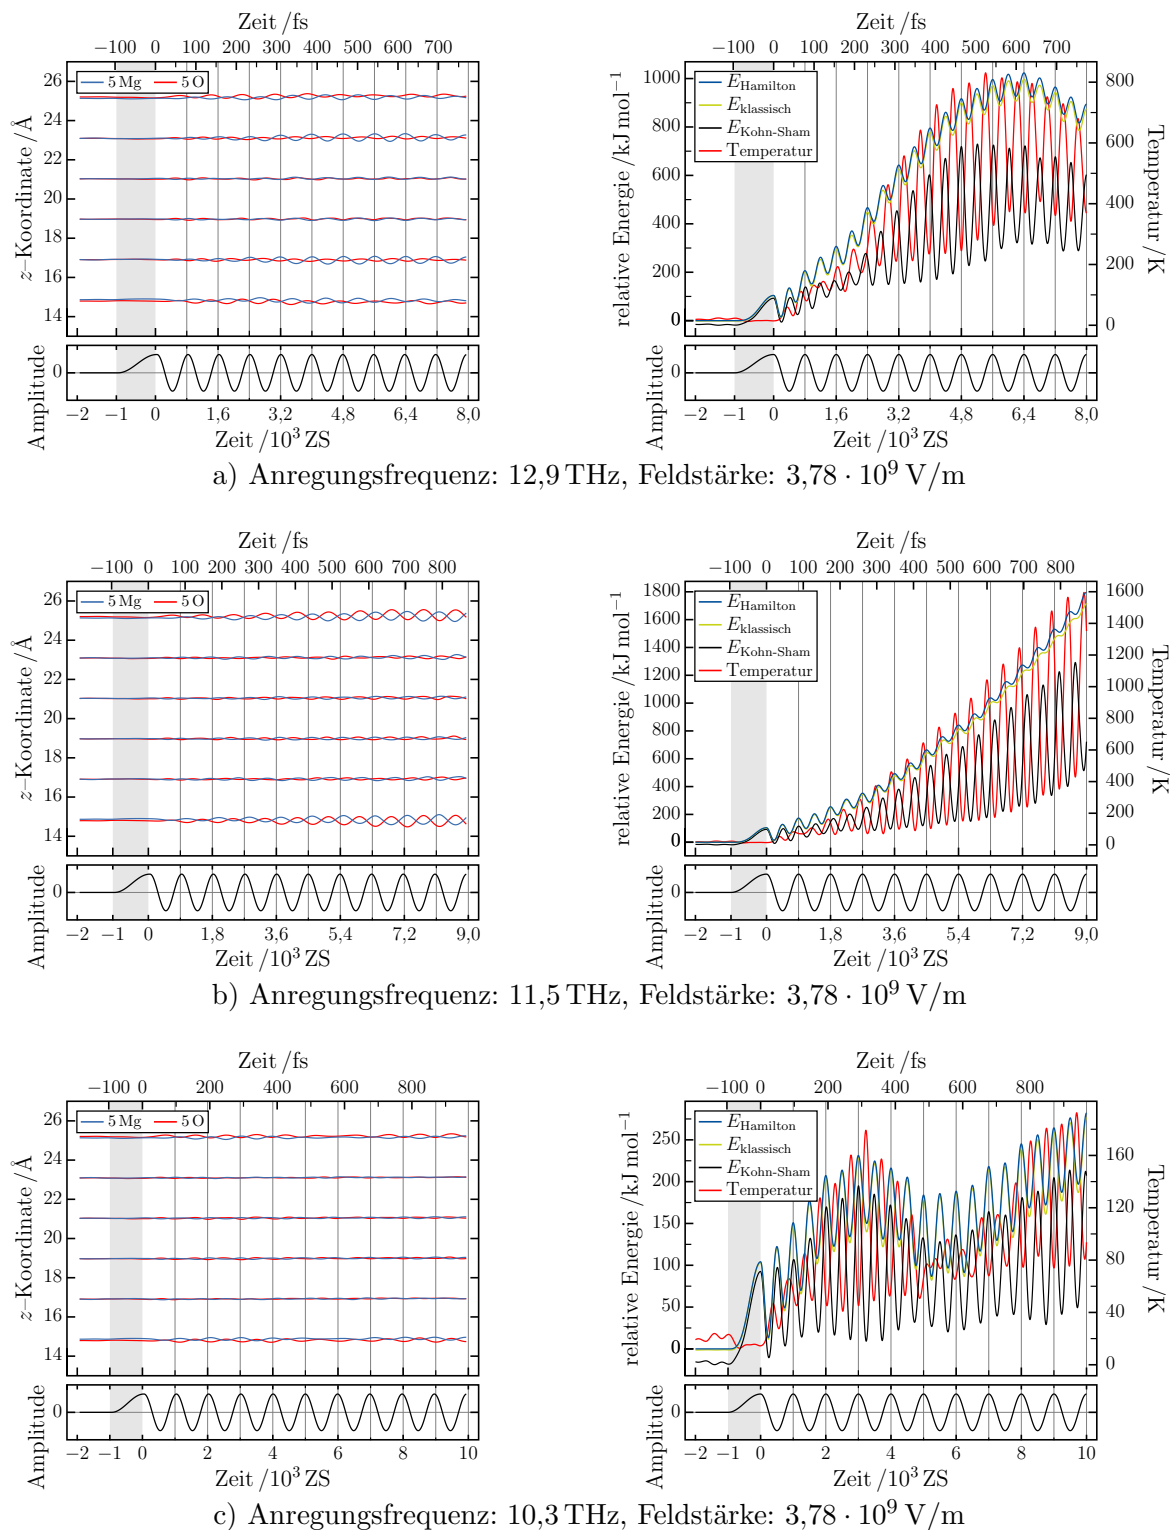 Zeit /fs
−100 0 100 200 300 400 500 600 700
26
24
22
20
18
16
14
z–Koordinate /Å
5 Mg 5 O
Amplitude
0
−2 −1 0 1,6 3,2 4,8 6,4 8,0
Zeit /10³ ZS
Zeit /fs
−100 0 100 200 300 400 500 600 700
1000
800
600
400
200
0
relative Energie /kJ mol⁻¹
E_Hamilton
E_klassisch
E_Kohn-Sham
Temperatur
800
600
400
200
0
Temperatur /K
Amplitude
0
−2 −1 0 1,6 3,2 4,8 6,4 8,0
Zeit /10³ ZS
a) Anregungsfrequenz: 12,9 THz, Feldstärke: 3,78 · 10⁹ V/m
Zeit /fs
−100 0 100 200 300 400 500 600 700 800
26
24
22
20
18
16
14
z–Koordinate /Å
5 Mg 5 O
Amplitude
0
−2 −1 0 1,8 3,6 5,4 7,2 9,0
Zeit /10³ ZS
Zeit /fs
−100 0 100 200 300 400 500 600 700 800
1800
1600
1400
1200
1000
800
600
400
200
0
relative Energie /kJ mol⁻¹
E_Hamilton
E_klassisch
E_Kohn-Sham
Temperatur
1600
1400
1200
1000
800
600
400
200
0
Temperatur /K
Amplitude
0
−2 −1 0 1,8 3,6 5,4 7,2 9,0
Zeit /10³ ZS
b) Anregungsfrequenz: 11,5 THz, Feldstärke: 3,78 · 10⁹ V/m
Zeit /fs
−100 0 200 400 600 800
26
24
22
20
18
16
14
z–Koordinate /Å
5 Mg 5 O
Amplitude
0
−2 −1 0 2 4 6 8 10
Zeit /10³ ZS
Zeit /fs
−100 0 200 400 600 800
250
200
150
100
50
0
relative Energie /kJ mol⁻¹
E_Hamilton
E_klassisch
E_Kohn-Sham
Temperatur
160
120
80
40
0
Temperatur /K
Amplitude
0
−2 −1 0 2 4 6 8 10
Zeit /10³ ZS
c) Anregungsfrequenz: 10,3 THz, Feldstärke: 3,78 · 10⁹ V/m